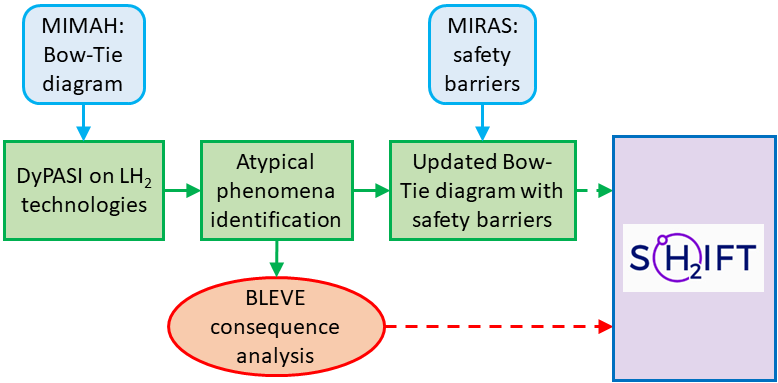 MIMAH:
Bow-Tie
diagram
MIRAS:
safety
barriers
DyPASI on LH₂
technologies
Atypical
phenomena
identification
Updated Bow-
Tie diagram with
safety barriers
SH₂IFT
BLEVE
consequence
analysis